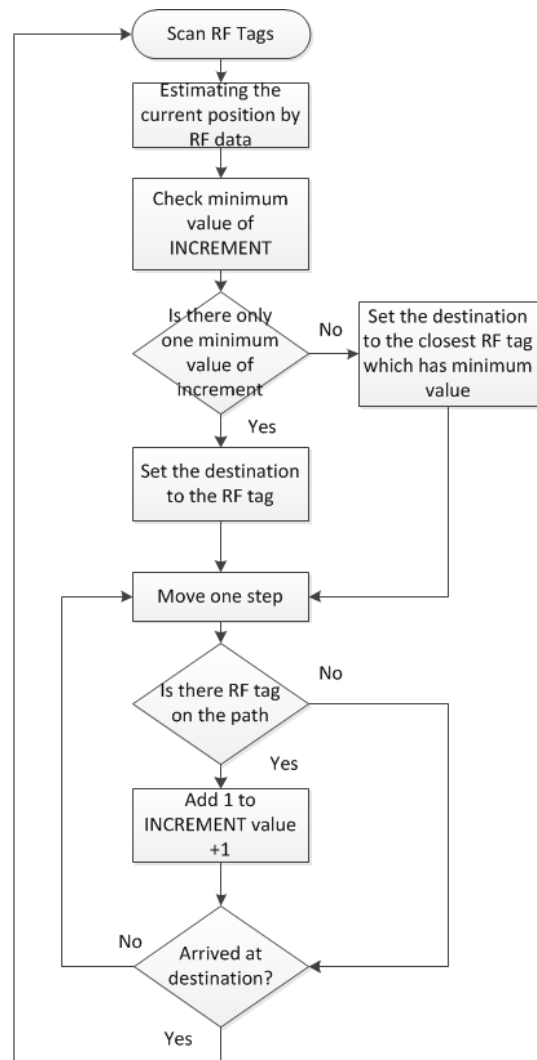 Scan RF Tags
Estimating the
current position by
RF data
Check minimum
value of
INCREMENT
Is there only
one minimum
value of
increment
No
Set the destination
to the closest RF tag
which has minimum
value
Yes
Set the destination
to the RF tag
Move one step
Is there RF tag
on the path
No
Yes
Add 1 to
INCREMENT value
+1
No
Arrived at
destination?
Yes